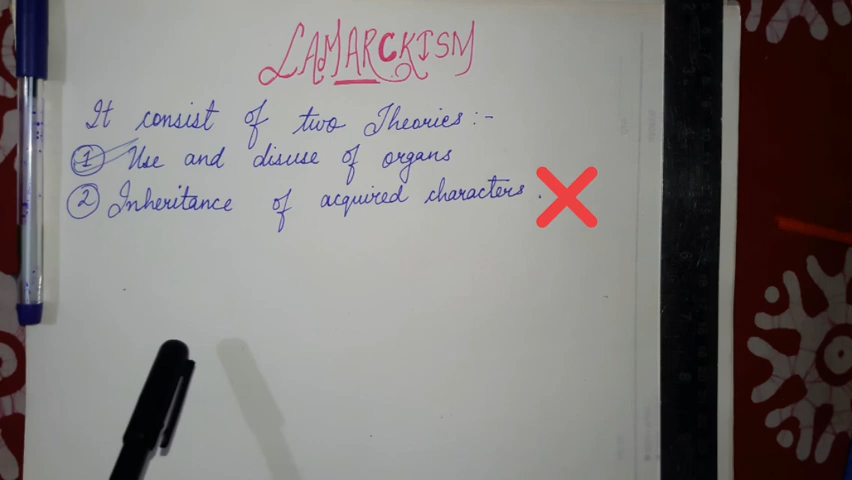 LAMARCKISM
It consist of two Theories:-
① Use and disuse of organs
② Inheritance of acquired characters.